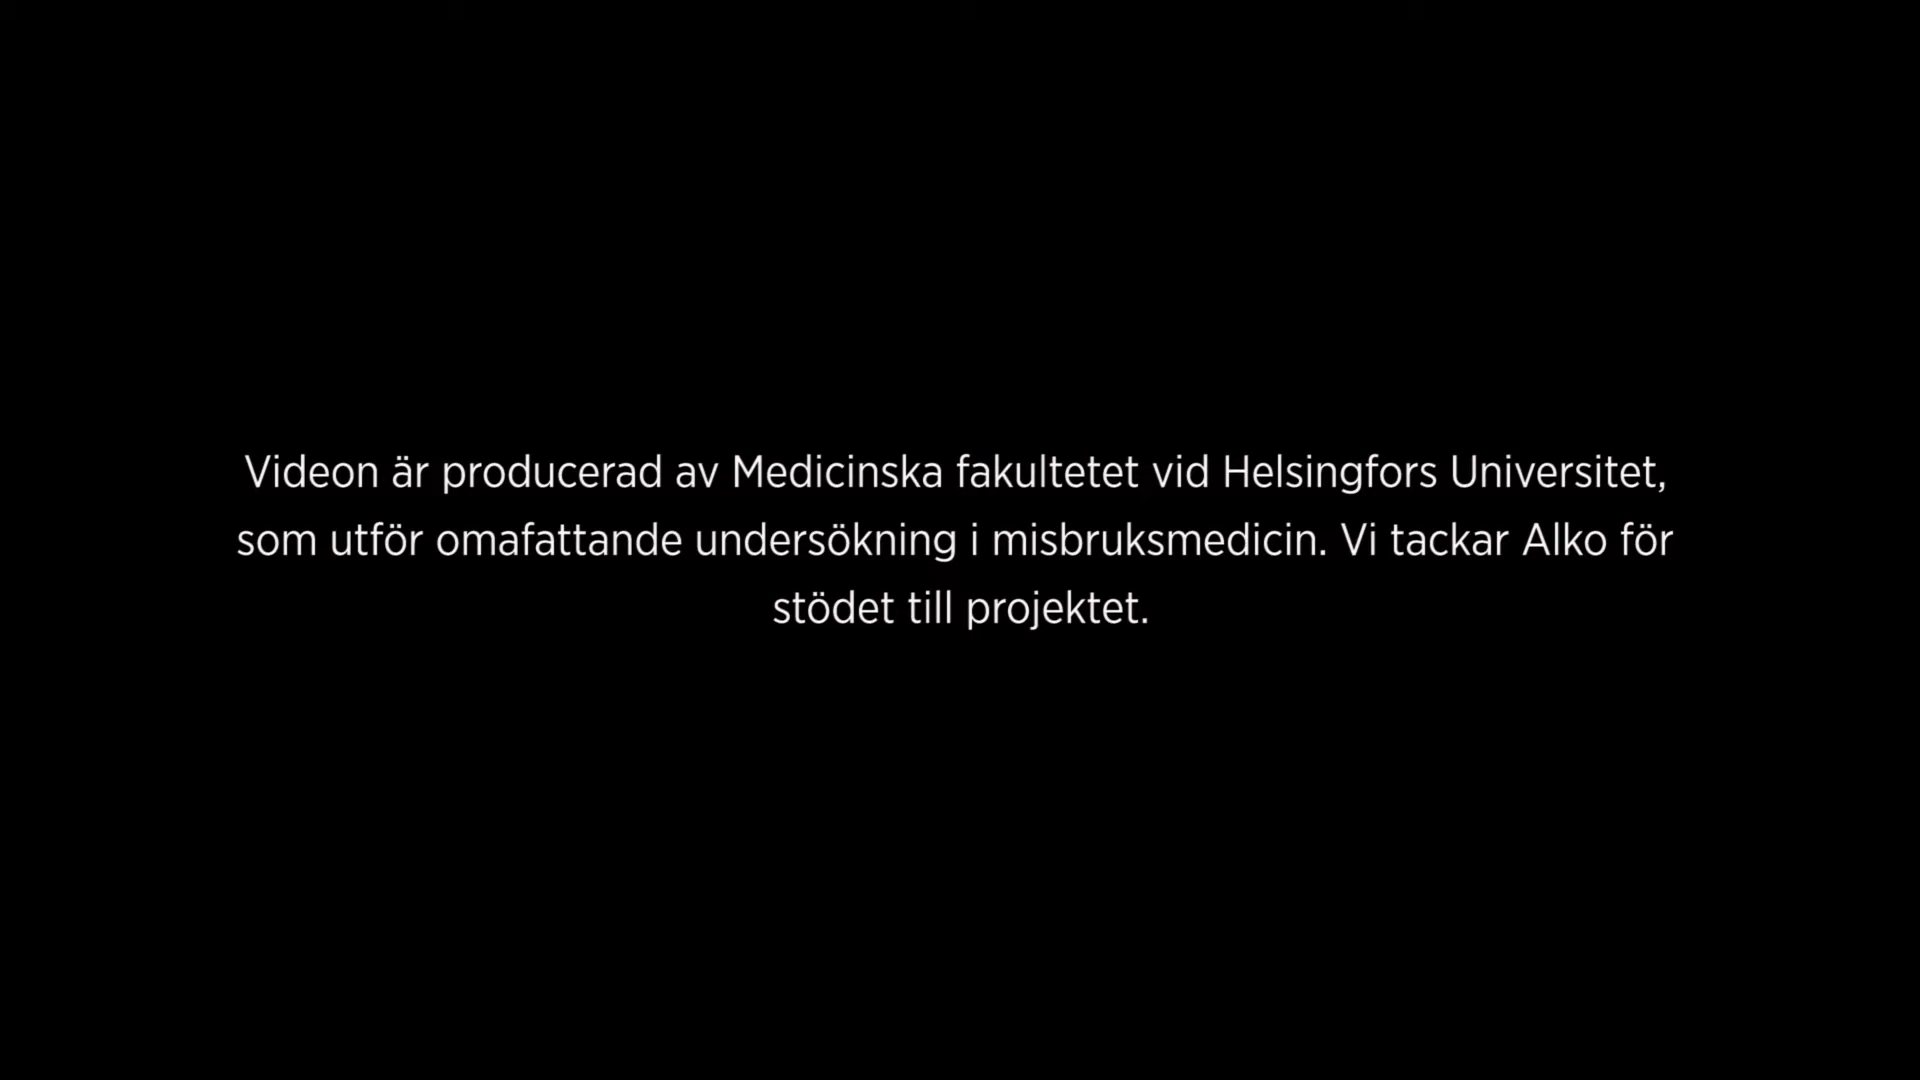 Videon är producerad av Medicinska fakultetet vid Helsingfors Universitet,
som utför omafattande undersökning i misbruksmedicin. Vi tackar Alko för
stödet till projektet.